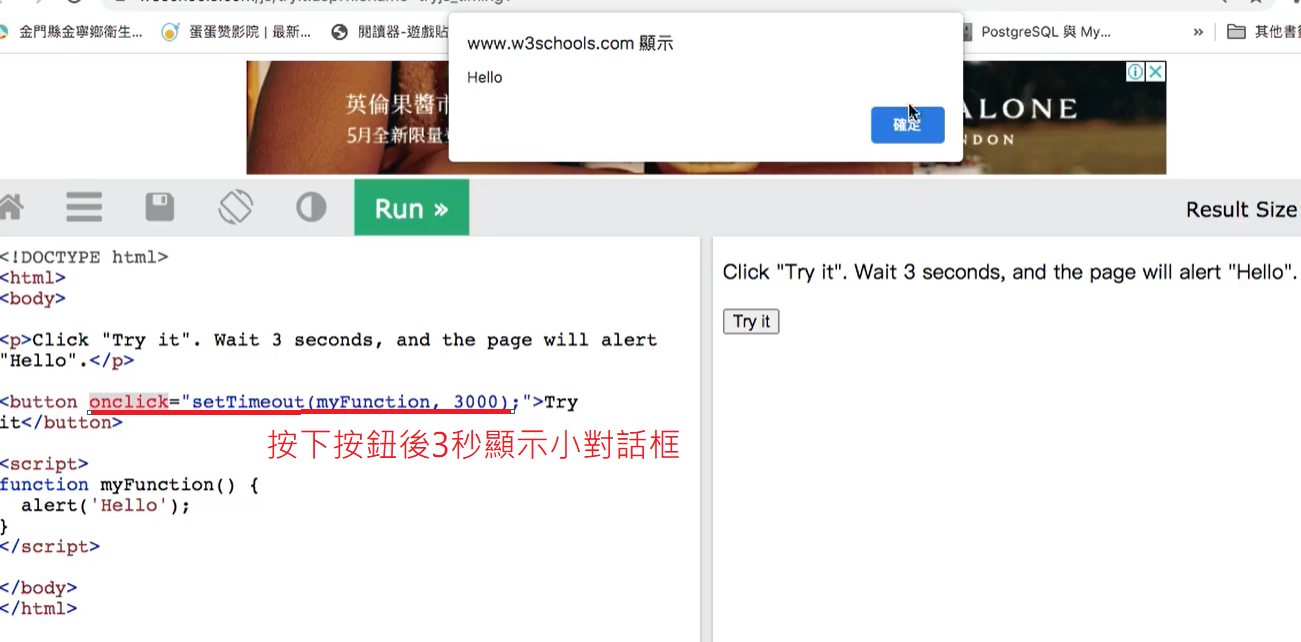 金門縣金寧鄉衛生...
蛋蛋赞影院 | 最新...
閱讀器-遊戲貼
PostgreSQL 與 My...
»
其他書
www.w3schools.com 顯示
Hello
確定
英倫果醬市
5月全新限量
ALONE
NDON
Run »
Result Size
<!DOCTYPE html>
<html>
<body>
<p>Click "Try it". Wait 3 seconds, and the page will alert
"Hello".</p>
<button onclick="setTimeout(myFunction, 3000);">Try
it</button>
按下按鈕後3秒顯示小對話框
<script>
function myFunction() {
alert('Hello');
}
</script>
</body>
</html>
Click "Try it". Wait 3 seconds, and the page will alert "Hello".
Try it